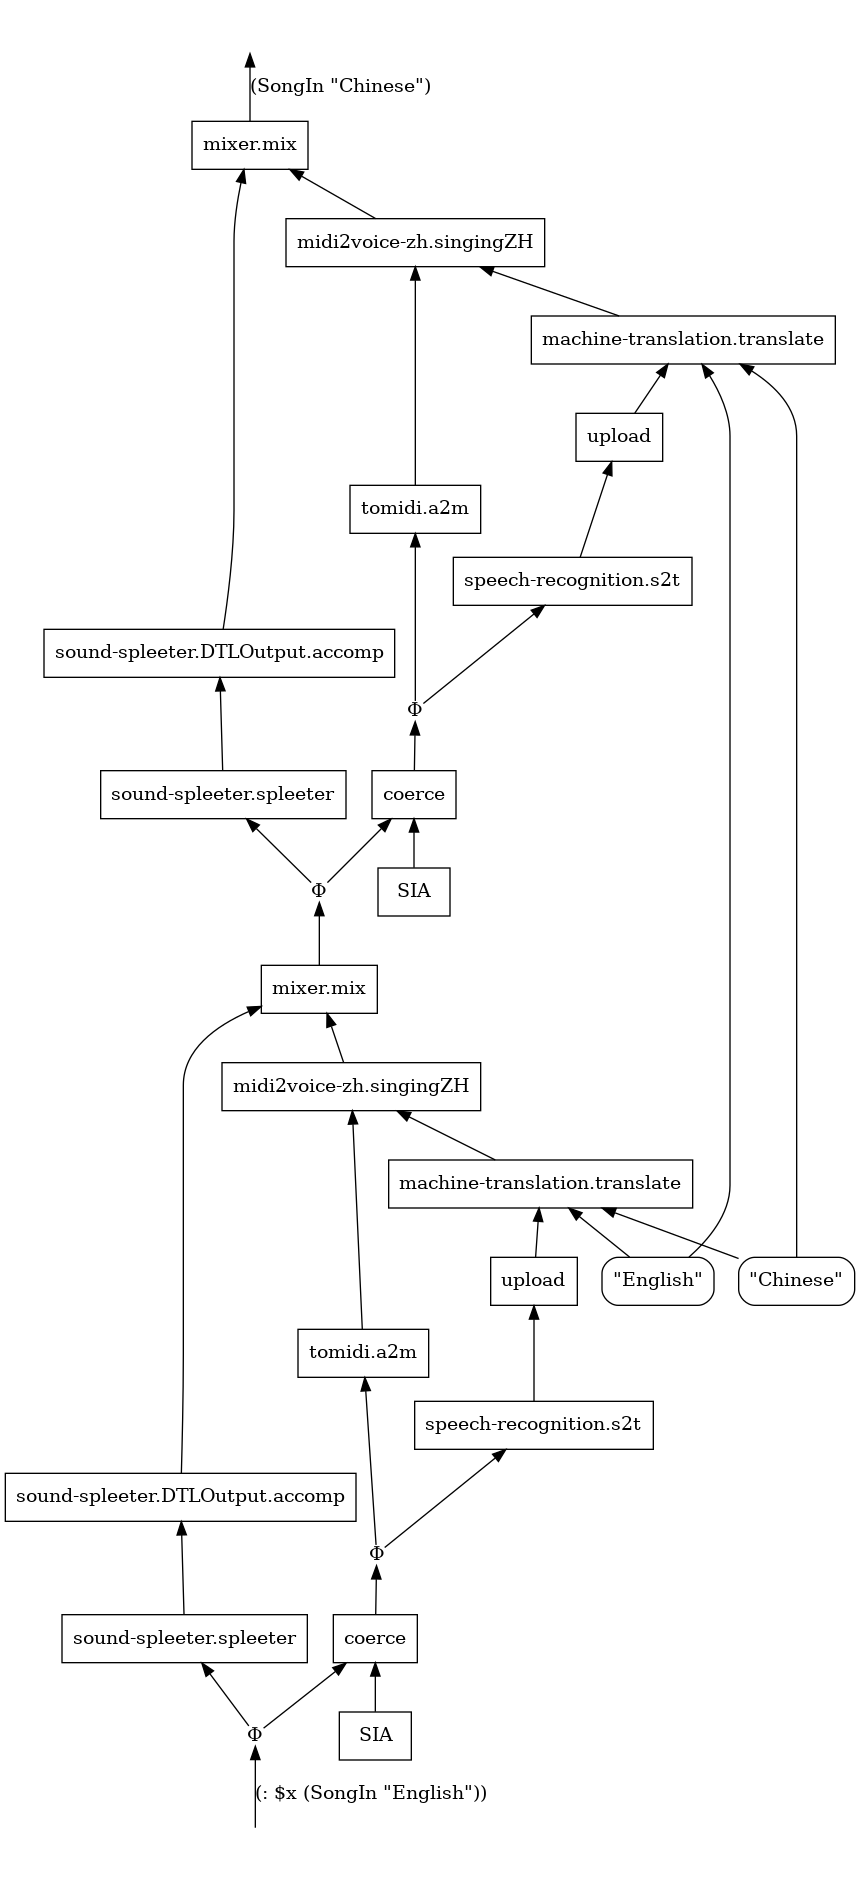 (SongIn "Chinese")
mixer.mix
midi2voice-zh.singingZH
machine-translation.translate
upload
tomidi.a2m
speech-recognition.s2t
sound-spleeter.DTLOutput.accomp
Φ
sound-spleeter.spleeter
coerce
Φ
SIA
mixer.mix
midi2voice-zh.singingZH
machine-translation.translate
upload
"English"
"Chinese"
tomidi.a2m
speech-recognition.s2t
sound-spleeter.DTLOutput.accomp
Φ
sound-spleeter.spleeter
coerce
Φ
SIA
(: $x (SongIn "English"))